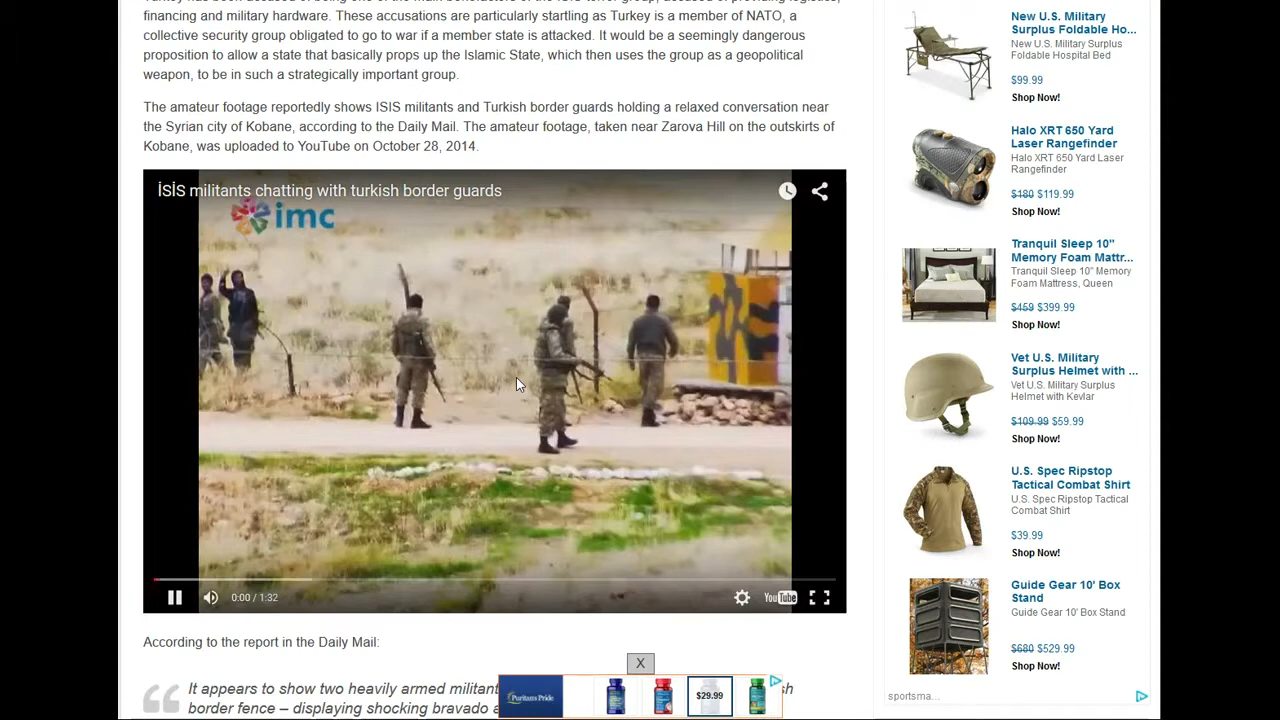 financing and military hardware. These accusations are particularly startling as Turkey is a member of NATO, a
collective security group obligated to go to war if a member state is attacked. It would be a seemingly dangerous
proposition to allow a state that basically props up the Islamic State, which then uses the group as a geopolitical
weapon, to be in such a strategically important group.
The amateur footage reportedly shows ISIS militants and Turkish border guards holding a relaxed conversation near
the Syrian city of Kobane, according to the Daily Mail. The amateur footage, taken near Zarova Hill on the outskirts of
Kobane, was uploaded to YouTube on October 28, 2014.
İSİS militants chatting with turkish border guards
imc
0:00 / 1:32
YouTube
According to the report in the Daily Mail:
X
It appears to show two heavily armed militant
border fence – displaying shocking bravado a
Puritan's Pride
$29.99
New U.S. Military
Surplus Foldable Ho...
New U.S. Military Surplus
Foldable Hospital Bed
$99.99
Shop Now!
Halo XRT 650 Yard
Laser Rangefinder
Halo XRT 650 Yard Laser
Rangefinder
$180 $119.99
Shop Now!
Tranquil Sleep 10"
Memory Foam Mattr...
Tranquil Sleep 10" Memory
Foam Mattress, Queen
$459 $399.99
Shop Now!
Vet U.S. Military
Surplus Helmet with ...
Vet U.S. Military Surplus
Helmet with Kevlar
$109.99 $59.99
Shop Now!
U.S. Spec Ripstop
Tactical Combat Shirt
U.S. Spec Ripstop Tactical
Combat Shirt
$39.99
Shop Now!
Guide Gear 10' Box
Stand
Guide Gear 10' Box Stand
$680 $529.99
Shop Now!
sportsma...